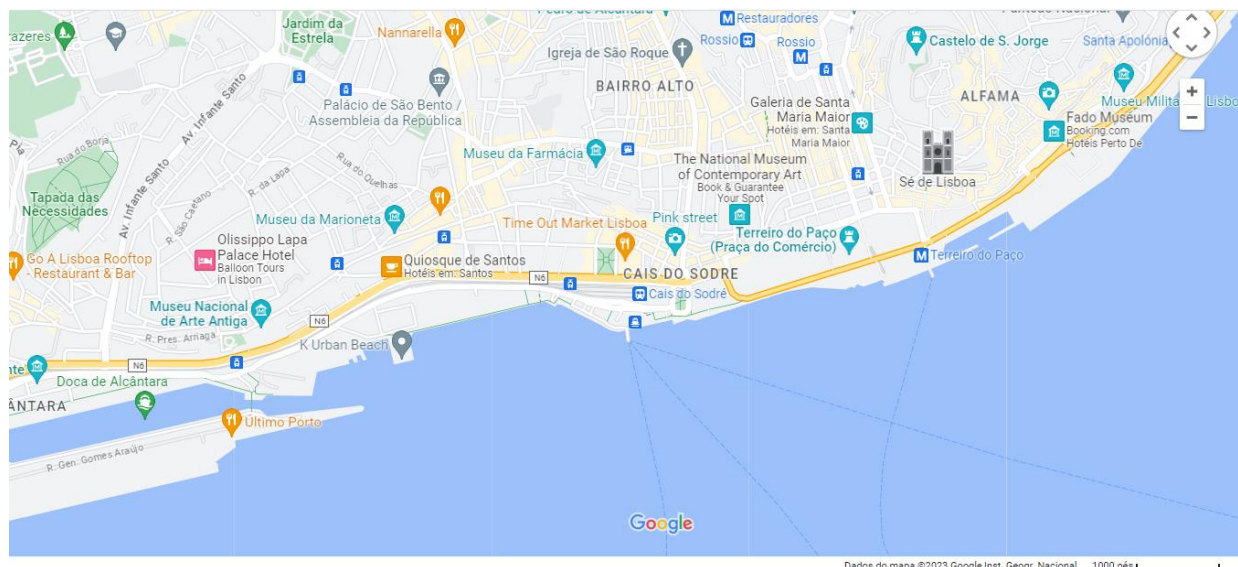 Jardim da
Estrela
Nannarella
Restauradores
Igreja de São Roque
Rossio
Rossio
Castelo de S. Jorge
Santa Apolónia
Av. Infante Santo
Palácio de São Bento /
Assembleia da República
BAIRRO ALTO
Galeria de Santa
Maria Maior
Hotéis em: Santa
Maria Maior
ALFAMA
Museu Militar
Fado Museum
Booking.com
Hotéis Perto De
Rua do Borja
Av. Infante Santo
R. da Lapa
Rua do Quelhas
Museu da Farmácia
The National Museum
of Contemporary Art
Book & Guarantee
Your Spot
Sé de Lisboa
Tapada das
Necessidades
R. São Caetano
Museu da Marioneta
Time Out Market Lisboa
Pink street
Terreiro do Paço
(Praça do Comércio)
Terreiro do Paço
Go A Lisboa Rooftop
- Restaurant & Bar
Olissippo Lapa
Palace Hotel
Balloon Tours
in Lisbon
Quiosque de Santos
Hotéis em: Santos
N6
CAIS DO SODRÉ
Cais do Sodré
Museu Nacional
de Arte Antiga
R. Pres. Arriaga
N6
K Urban Beach
N6
Doca de Alcântara
ÂNTARA
Último Porto
R. Gen. Gomes Araújo
Google
Dados do mapa ©2023 Google Inst. Geogr. Nacional 1000 pés